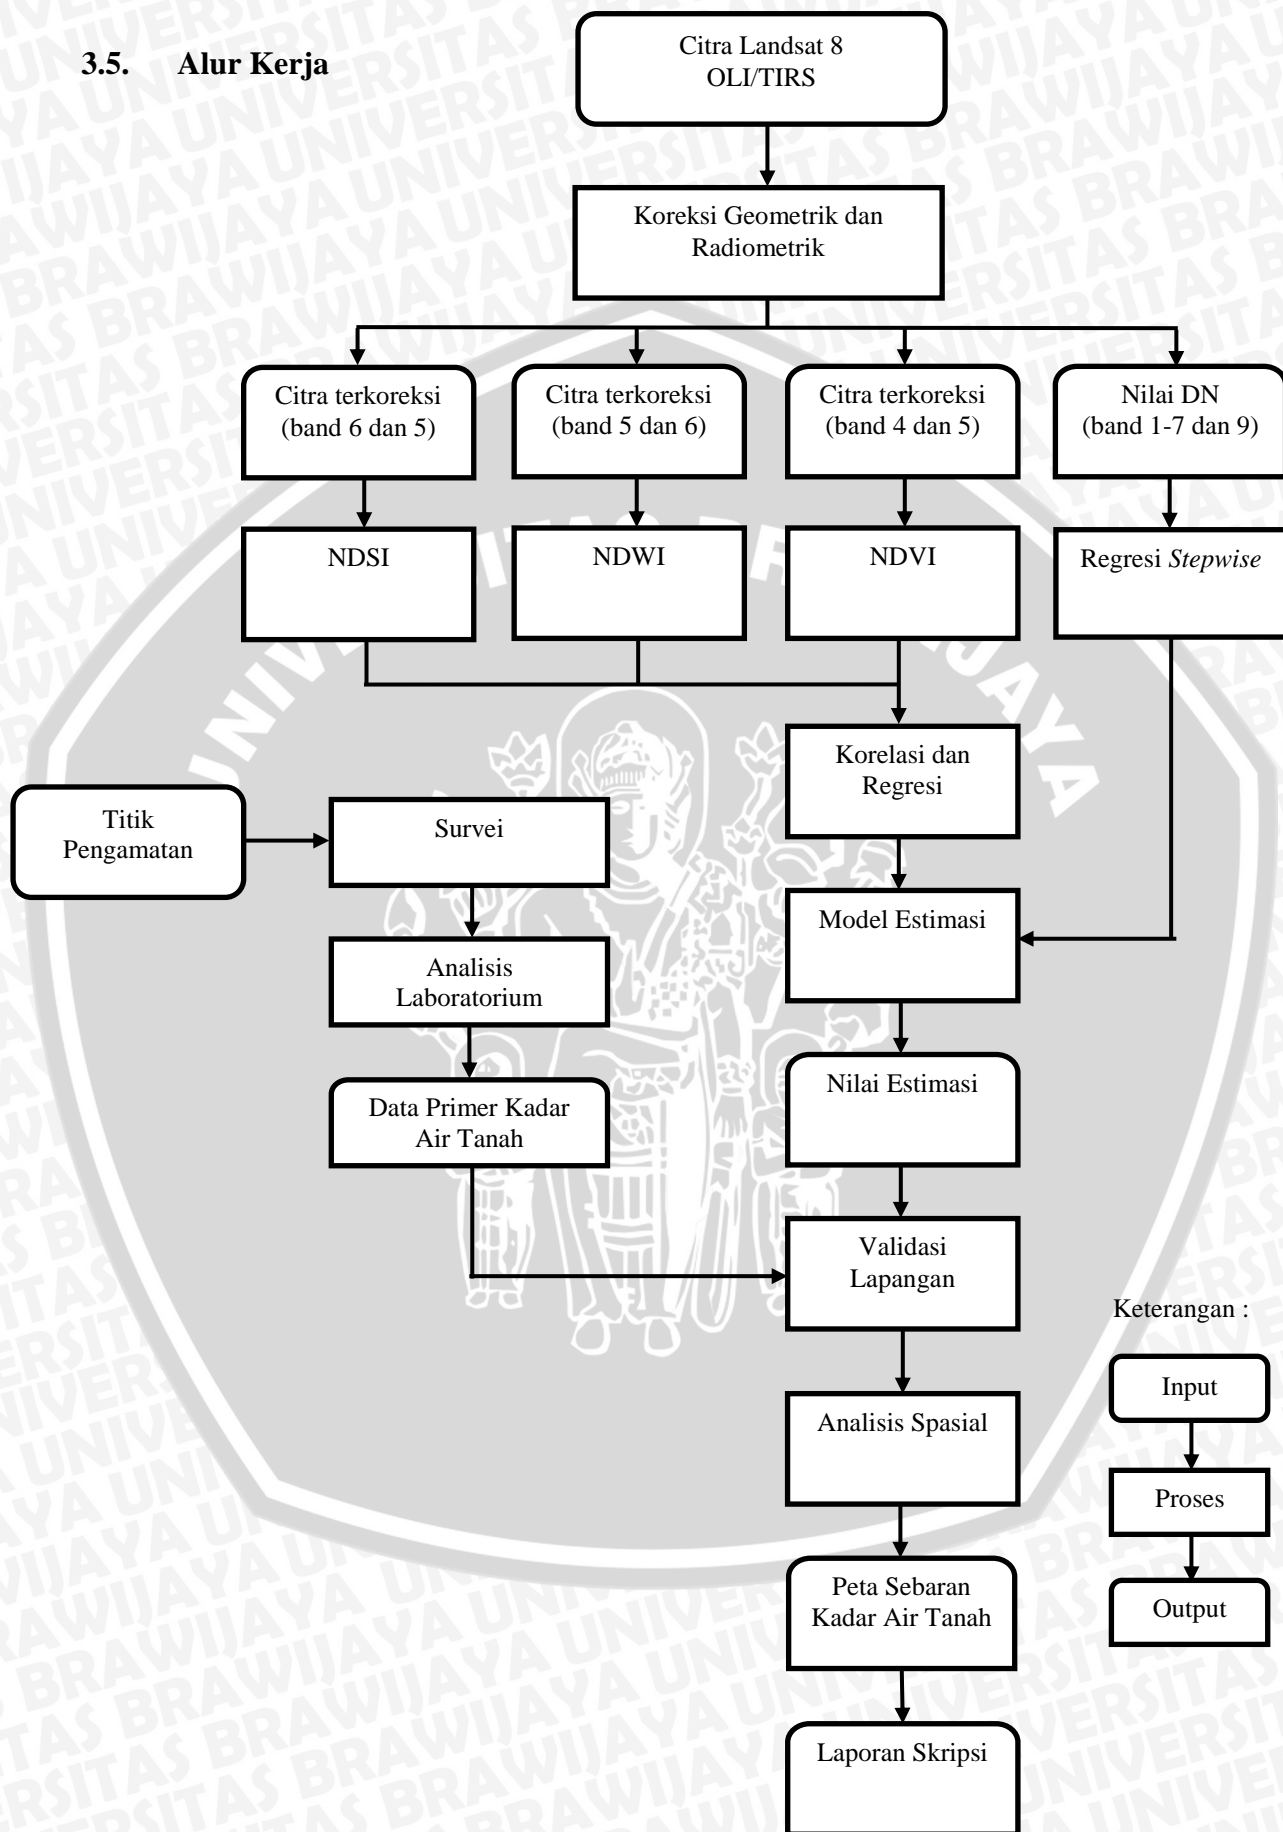 3.5. Alur Kerja
Citra Landsat 8
OLI/TIRS
Koreksi Geometrik dan
Radiometrik
Citra terkoreksi
(band 6 dan 5)
Citra terkoreksi
(band 5 dan 6)
Citra terkoreksi
(band 4 dan 5)
Nilai DN
(band 1-7 dan 9)
NDSI
NDWI
NDVI
Regresi Stepwise
Korelasi dan
Regresi
Titik
Pengamatan
Survei
Model Estimasi
Analisis
Laboratorium
Nilai Estimasi
Data Primer Kadar
Air Tanah
Validasi
Lapangan
Keterangan :
Input
Analisis Spasial
Proses
Peta Sebaran
Kadar Air Tanah
Output
Laporan Skripsi